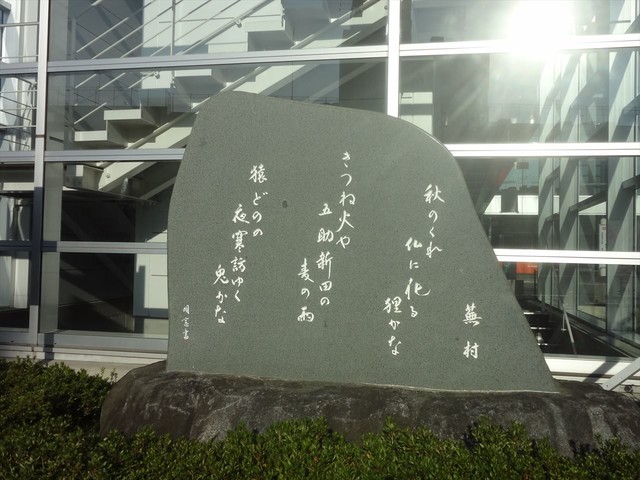 蕪村
秋のくれ
仏に化る
狸かな
きつね火や
五助新田の
麦の雨
猿どのの
夜寒訪ゆく
兎かな